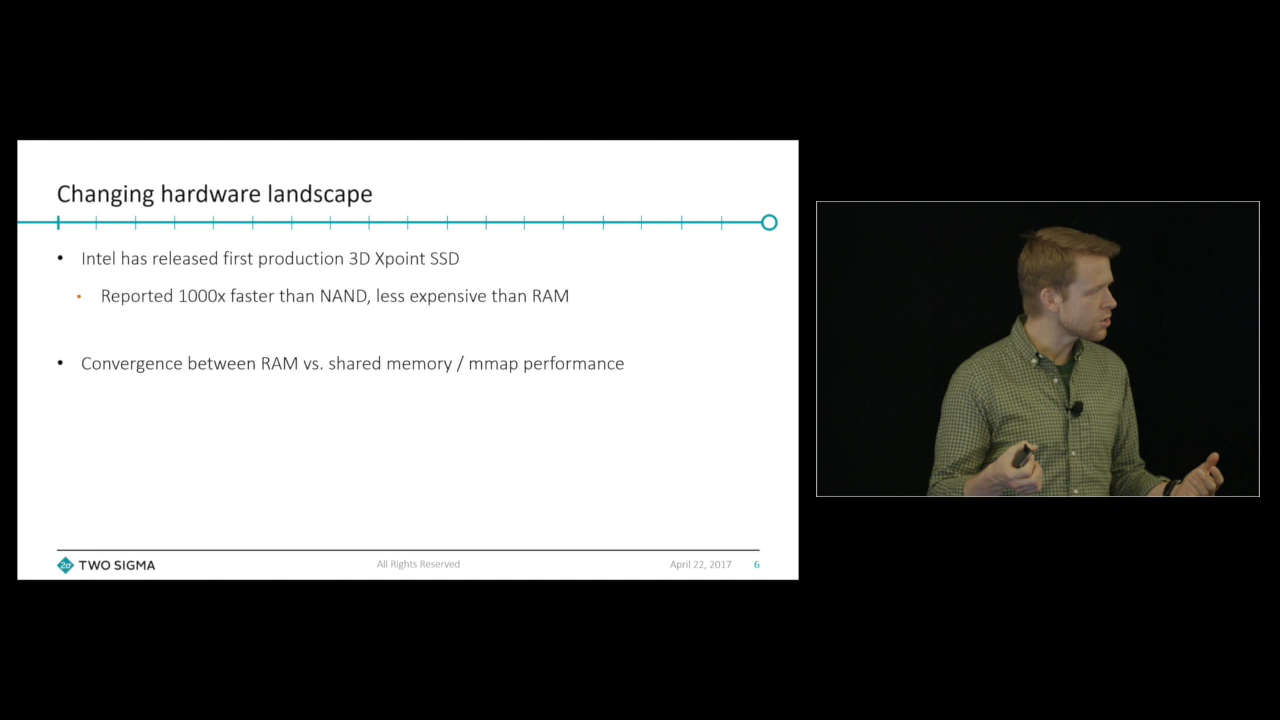 Changing hardware landscape
• Intel has released first production 3D Xpoint SSD
• Reported 1000x faster than NAND, less expensive than RAM
• Convergence between RAM vs. shared memory / mmap performance
2σ TWO SIGMA
All Rights Reserved
April 22, 2017 6